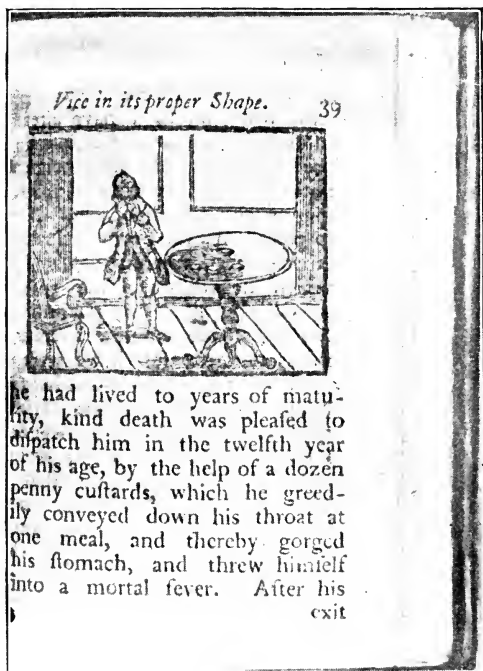 Vice in its proper Shape. 39
he had lived to years of matu-
rity, kind death was pleaſed to
diſpatch him in the twelfth year
of his age, by the help of a dozen
penny cuſtards, which he greed-
ily conveyed down his throat at
one meal, and thereby gorged
his ſtomach, and threw himſelf
into a mortal fever. After his
exit